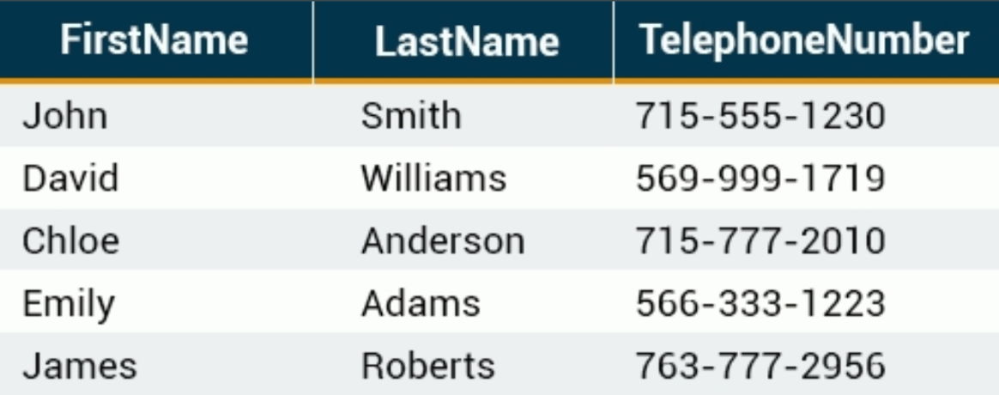 FirstName LastName TelephoneNumber
John Smith 715-555-1230
David Williams 569-999-1719
Chloe Anderson 715-777-2010
Emily Adams 566-333-1223
James Roberts 763-777-2956